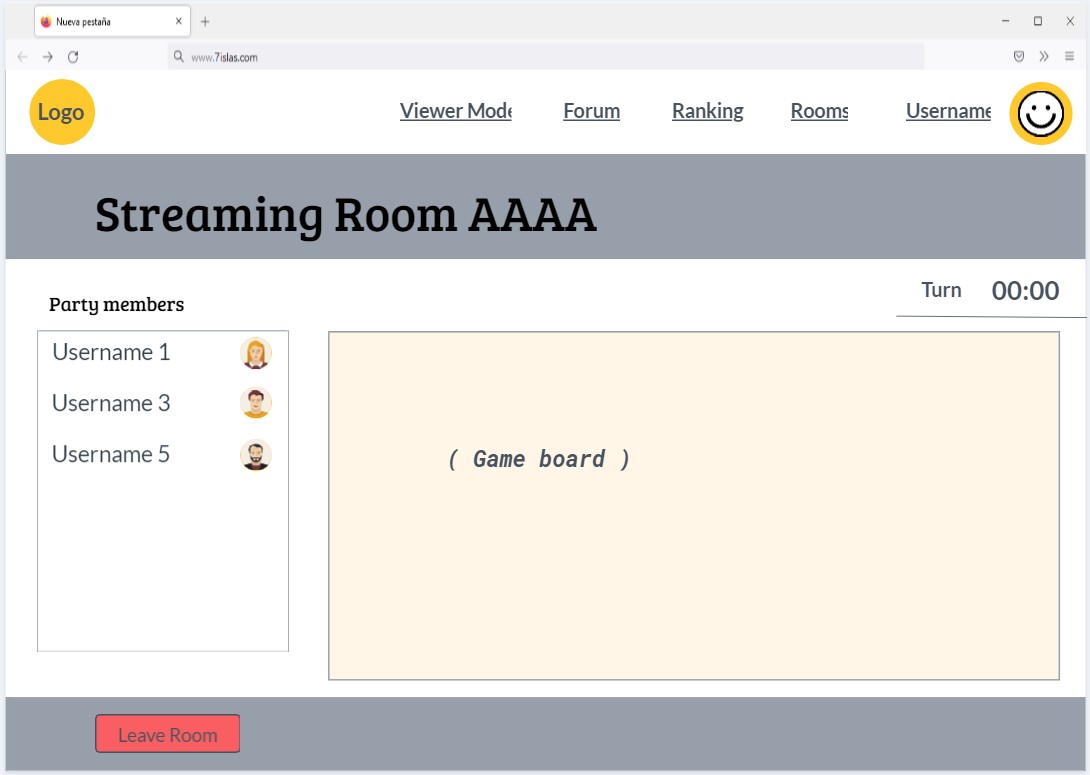 Nueva pestaña
www.7islas.com
Logo
Viewer Mode Forum Ranking Rooms Username
Streaming Room AAAA
Turn 00:00
Party members
Username 1
Username 3
Username 5
( Game board )
Leave Room